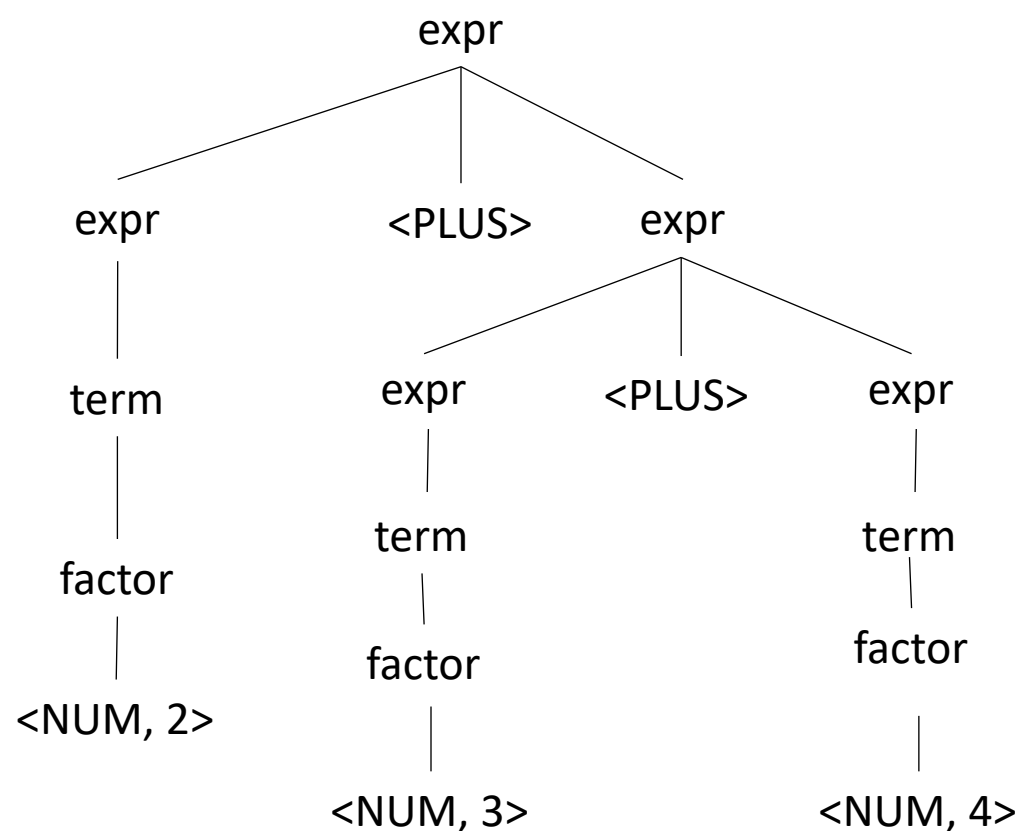 expr
expr <PLUS> expr
term expr <PLUS> expr
term term
factor
factor factor
<NUM, 2>
<NUM, 3> <NUM, 4>